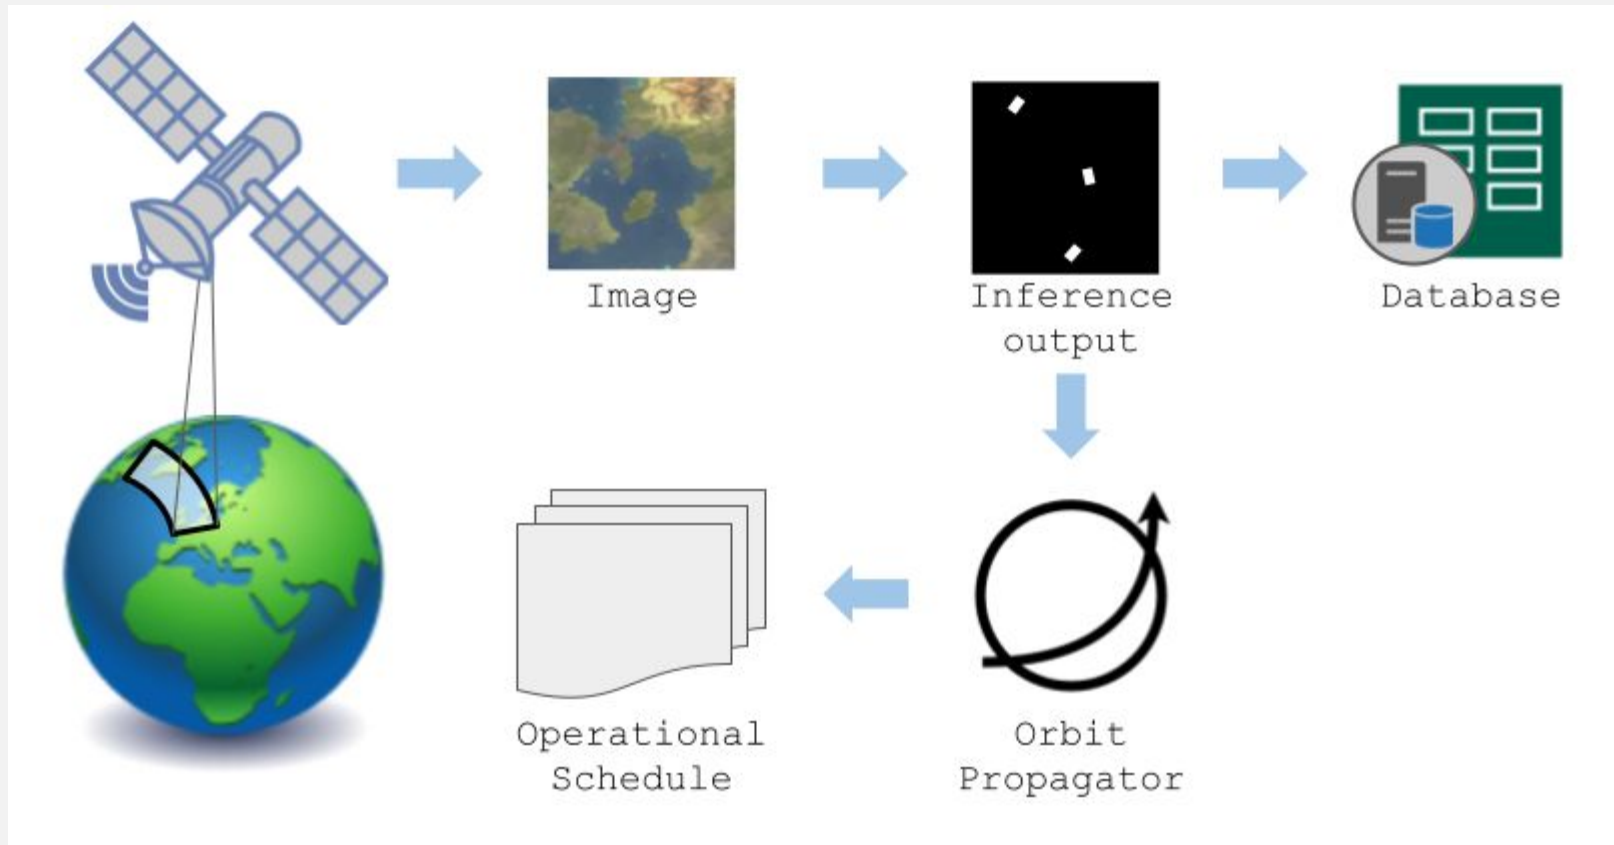 Image
Inference
output
Database
Operational
Schedule
Orbit
Propagator